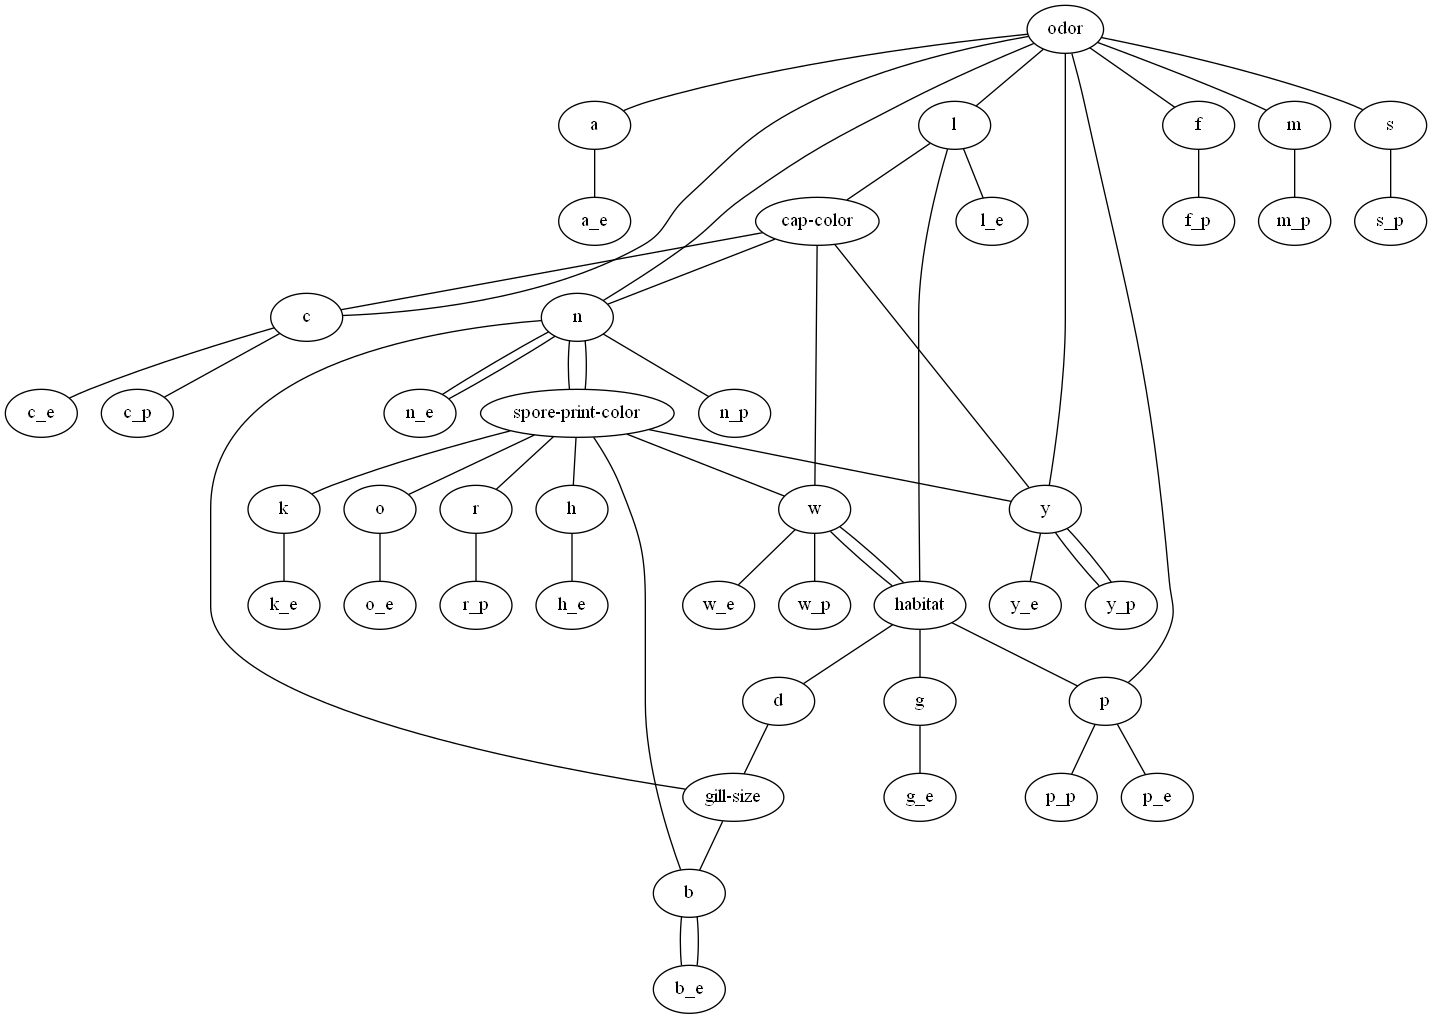 odor
a
l
f
m
s
a_e
cap-color
l_e
f_p
m_p
s_p
c
n
c_e
c_p
n_e
spore-print-color
n_p
k
o
r
h
w
y
k_e
o_e
r_p
h_e
w_e
w_p
habitat
y_e
y_p
d
g
p
gill-size
g_e
p_p
p_e
b
b_e